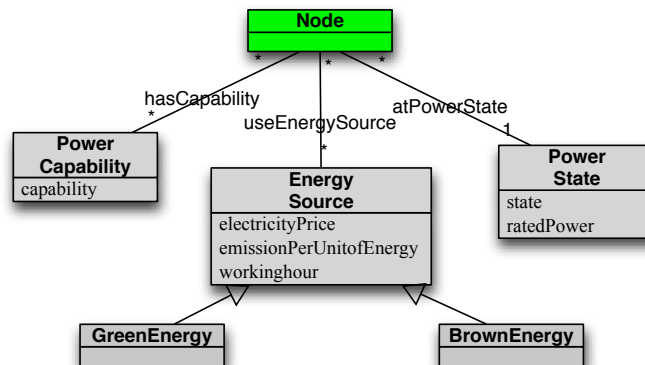 Node
* * *
hasCapability
atPowerState
*
useEnergySource
1
*
Power
Capability
capability
Energy
Source
electricityPrice
emissionPerUnitofEnergy
workinghour
Power
State
state
ratedPower
GreenEnergy
BrownEnergy